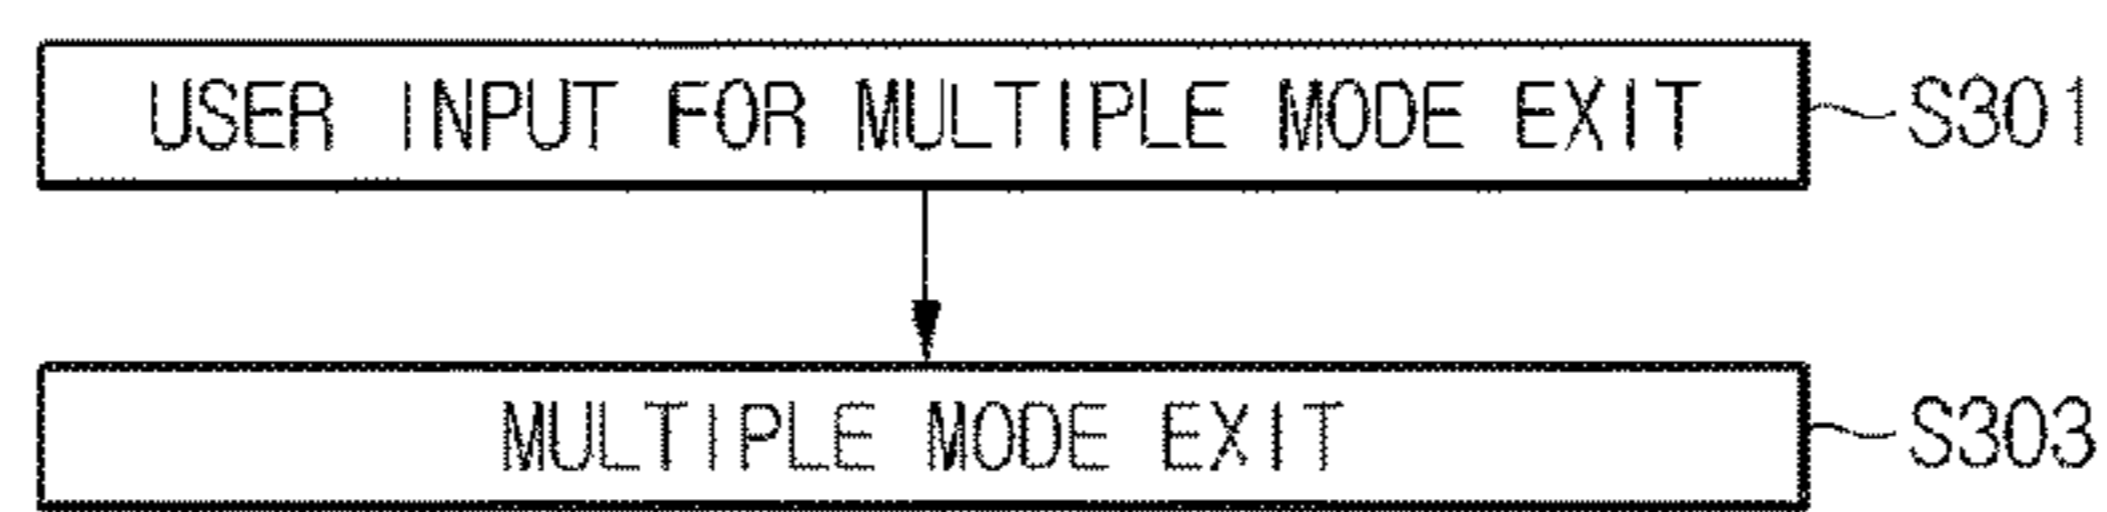 USER INPUT FOR MULTIPLE MODE EXIT S301
MULTIPLE MODE EXIT S303